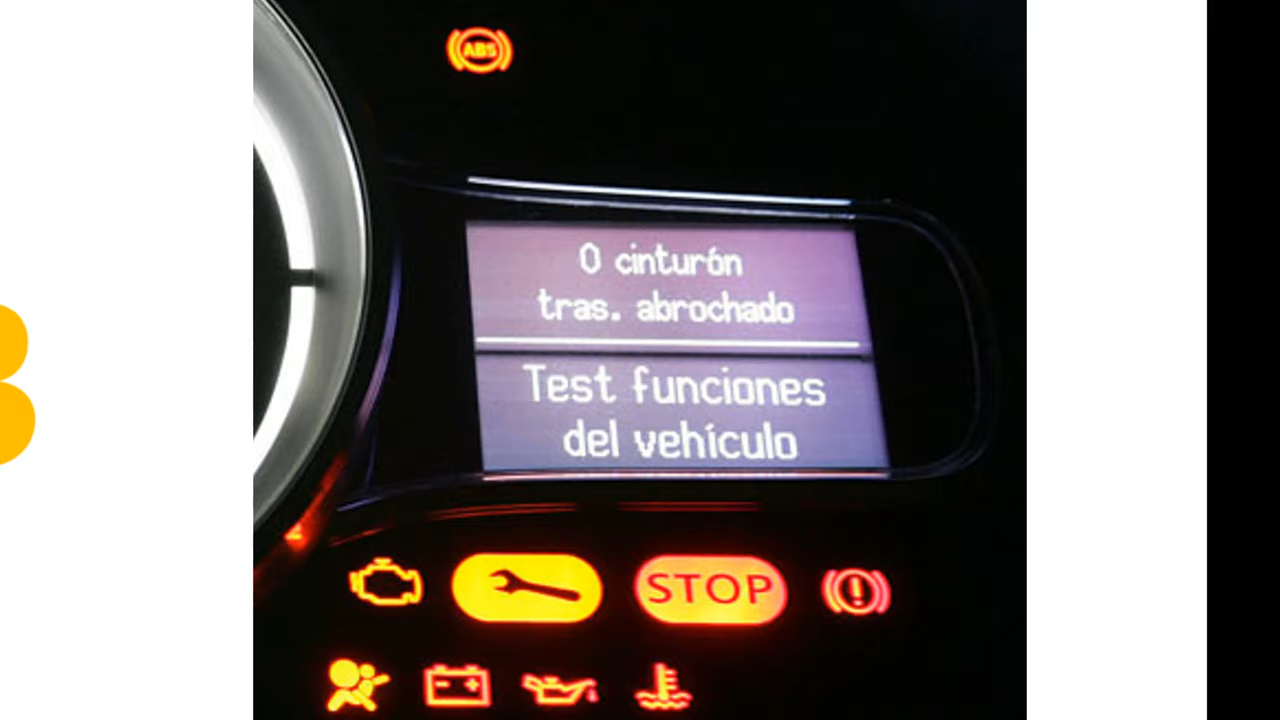 ABS
0 cinturón
tras. abrochado
Test funciones
del vehículo
STOP